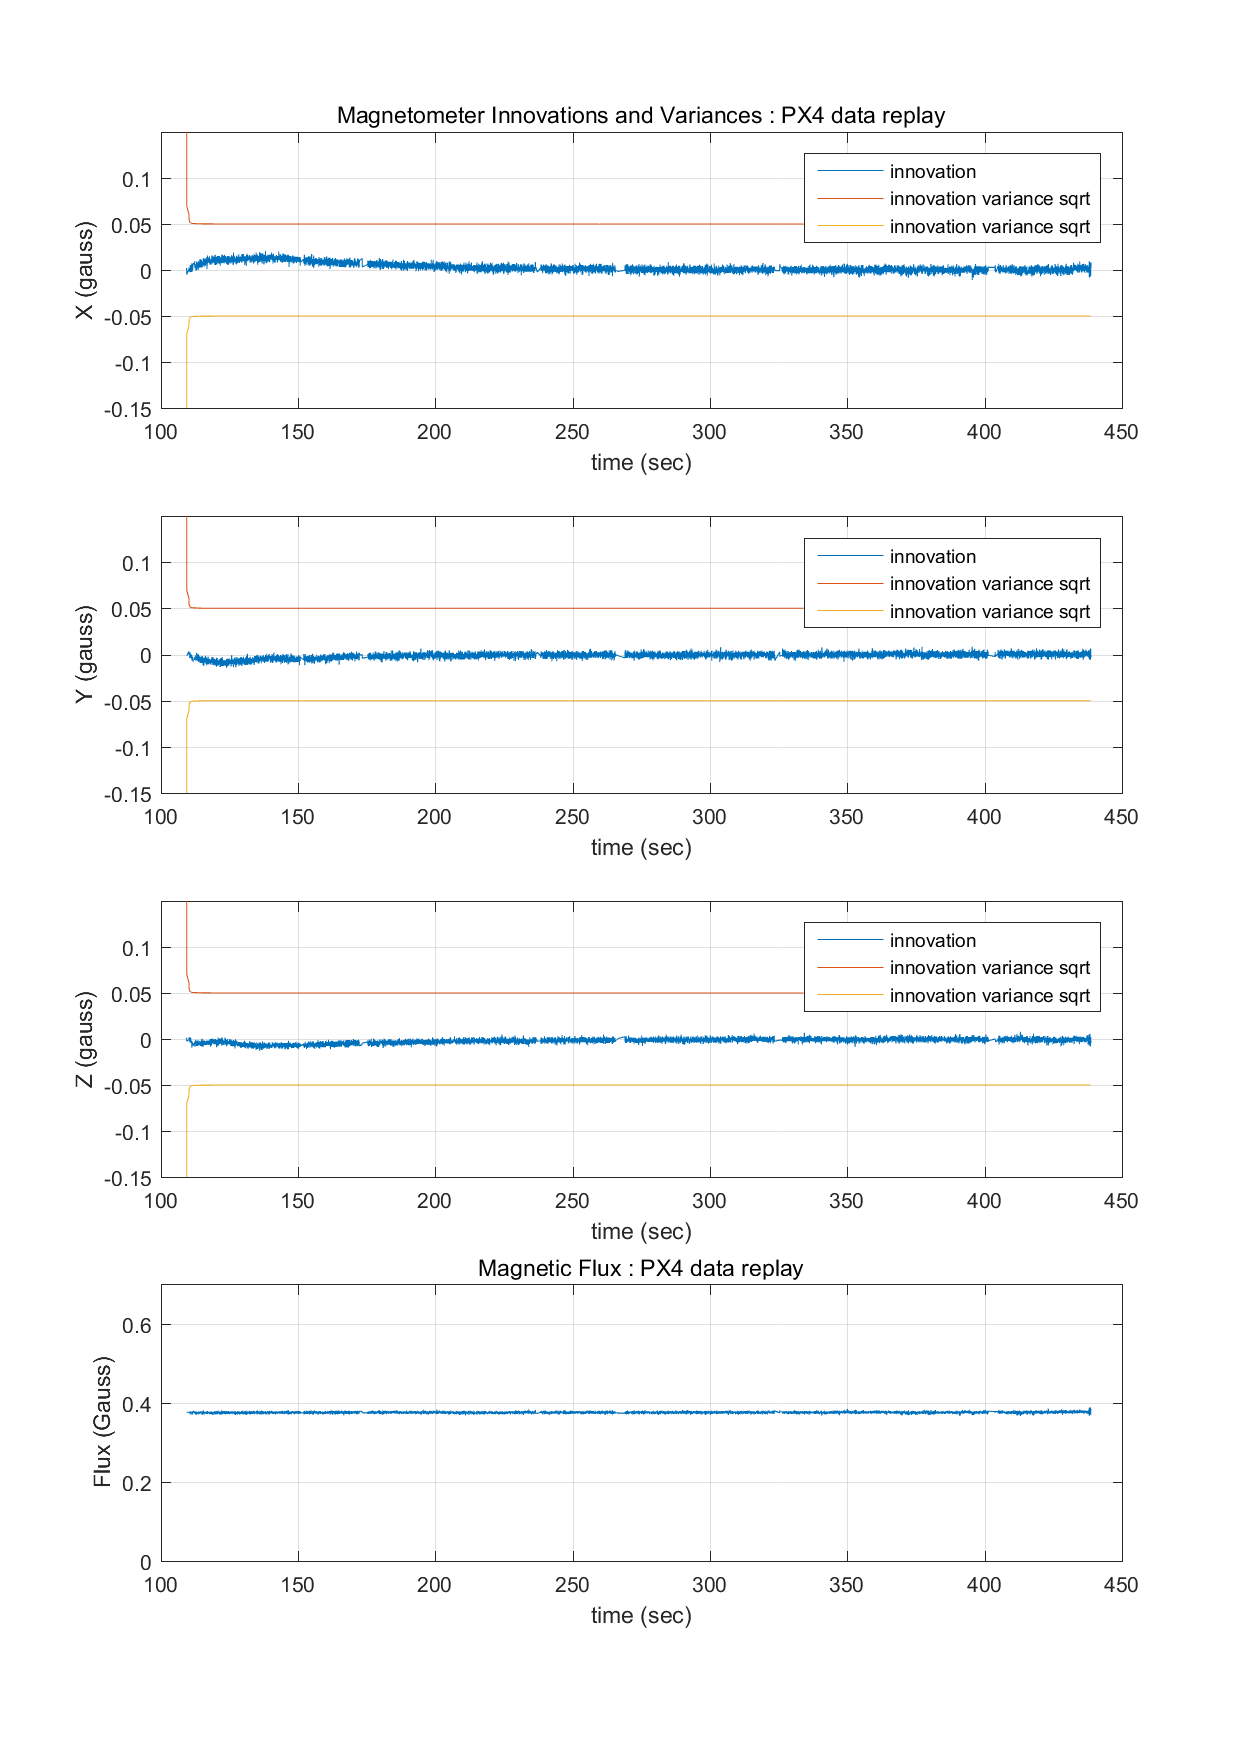 Magnetometer Innovations and Variances : PX4 data replay
innovation
innovation variance sqrt
innovation variance sqrt
X (gauss)
0.1
0.05
0
-0.05
-0.1
-0.15
100 150 200 250 300 350 400 450
time (sec)
innovation
innovation variance sqrt
innovation variance sqrt
Y (gauss)
0.1
0.05
0
-0.05
-0.1
-0.15
100 150 200 250 300 350 400 450
time (sec)
innovation
innovation variance sqrt
innovation variance sqrt
Z (gauss)
0.1
0.05
0
-0.05
-0.1
-0.15
100 150 200 250 300 350 400 450
time (sec)
Magnetic Flux : PX4 data replay
Flux (Gauss)
0.6
0.4
0.2
0
100 150 200 250 300 350 400 450
time (sec)